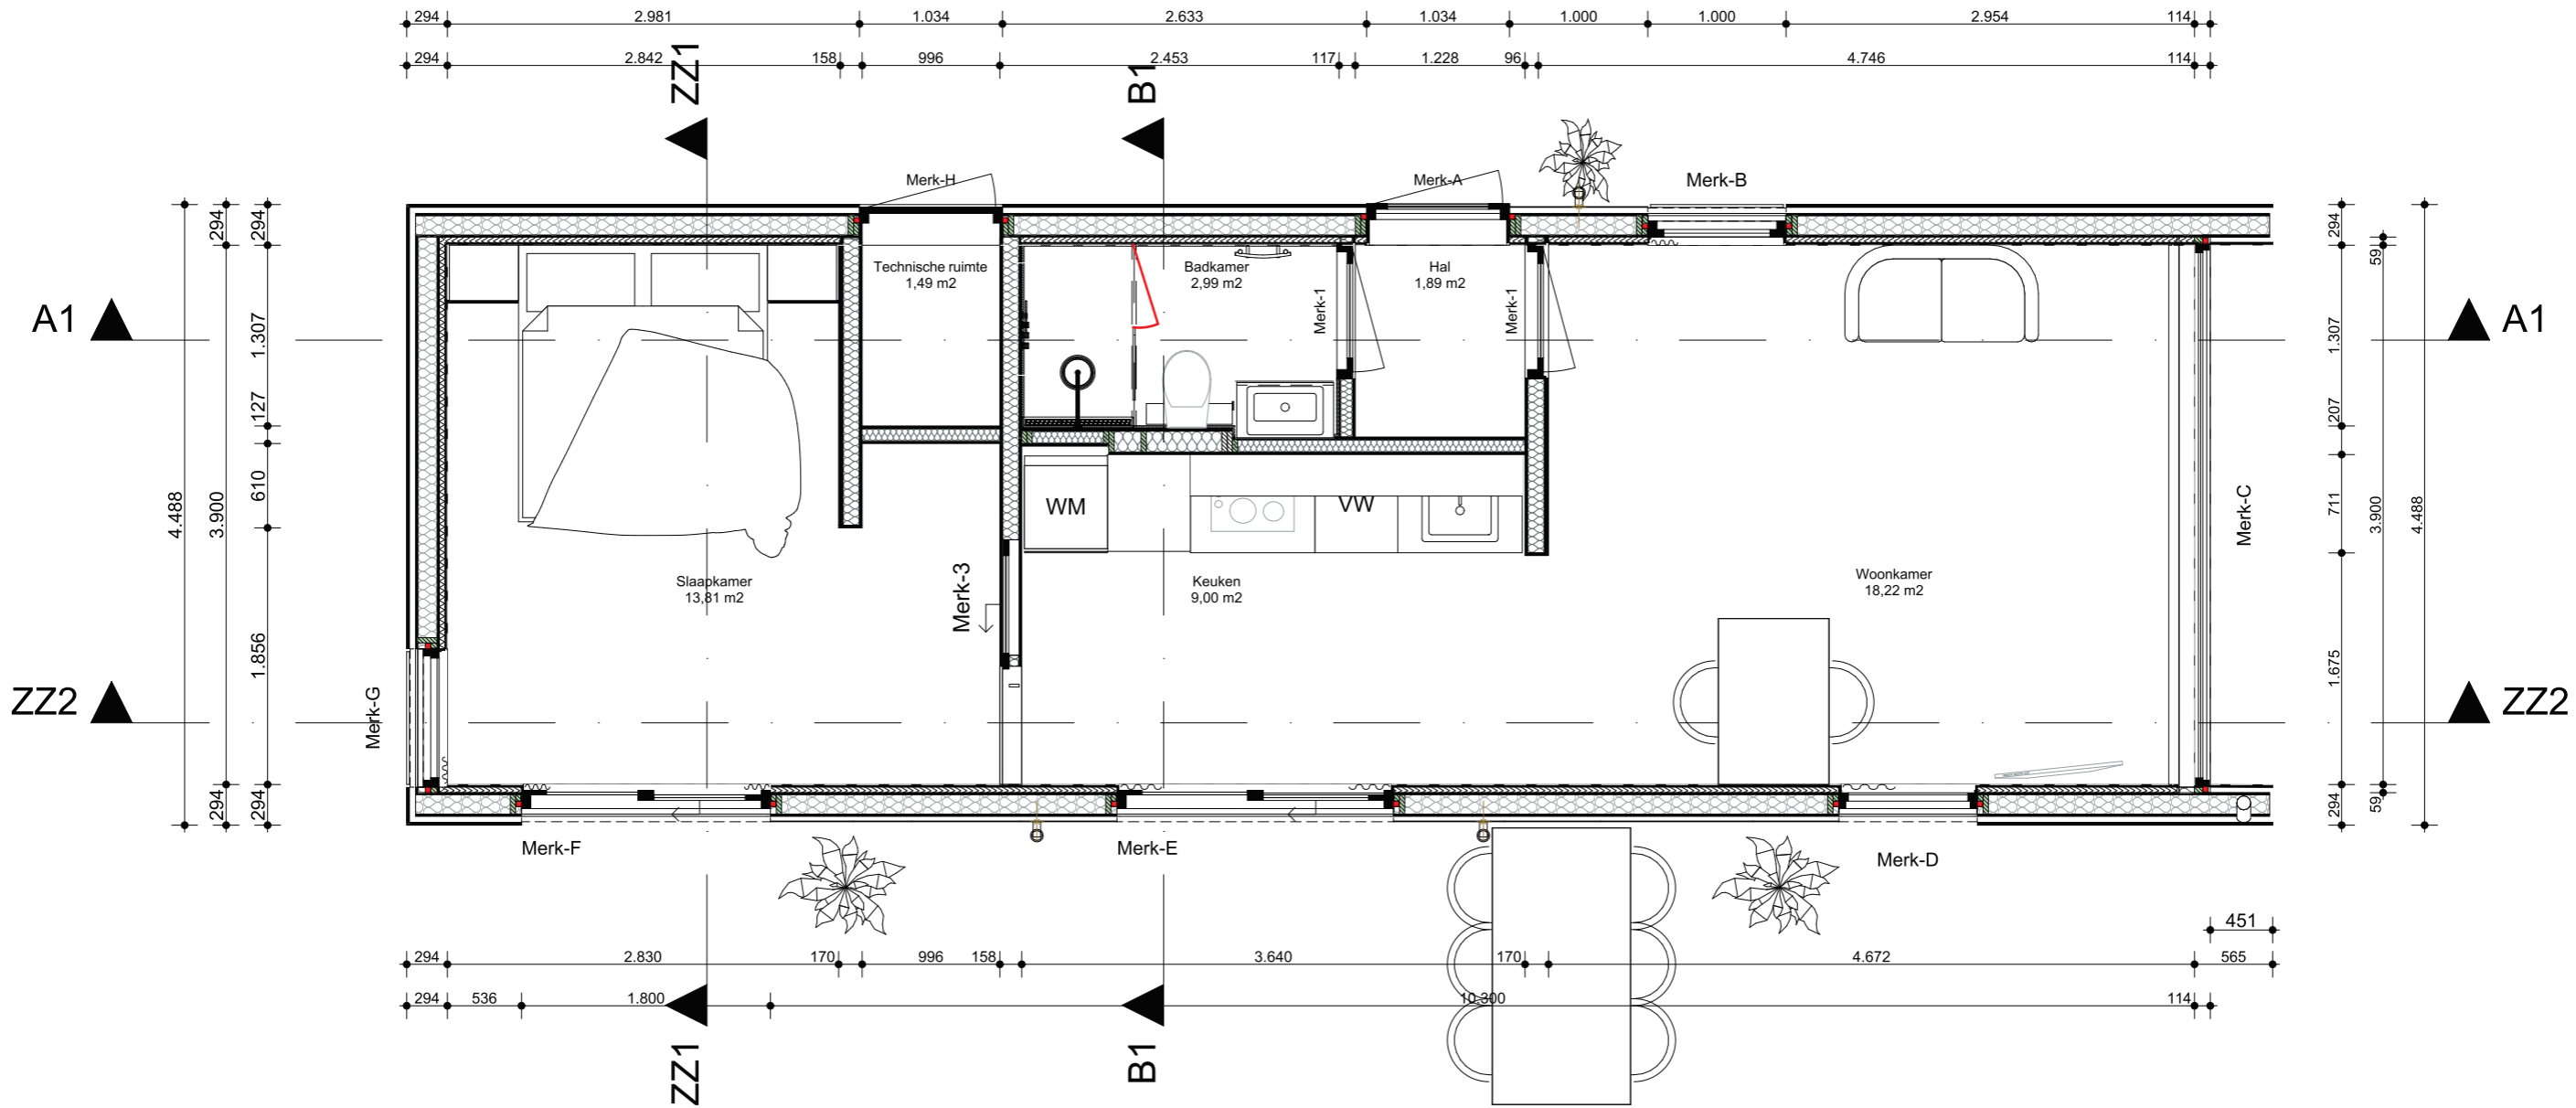 294 2.981 1.034 2.633 1.034 1.000 1.000 2.954 114
294 2.842 158 996 2.453 117 1.228 96 4.746 114
ZZ1
B1
Merk-H
Merk-A
Merk-B
4.488
3.900
294
294
1.307
127
610
1.856
294
294
A1
A1
ZZ2
ZZ2
Technische ruimte
1,49 m2
Badkamer
2,99 m2
Merk-1
Hal
1,89 m2
Merk-1
WM
VW
Merk-C
Slaapkamer
13,81 m2
Merk-3
Keuken
9,00 m2
Woonkamer
18,22 m2
Merk-G
294
1.307
207
711
1.675
294
59
3.900
59
4.488
Merk-F
Merk-E
Merk-D
451
294 2.830 170 996 158 3.640 170 4.672 565
294 536 1.800 10.300 114
ZZ1
B1